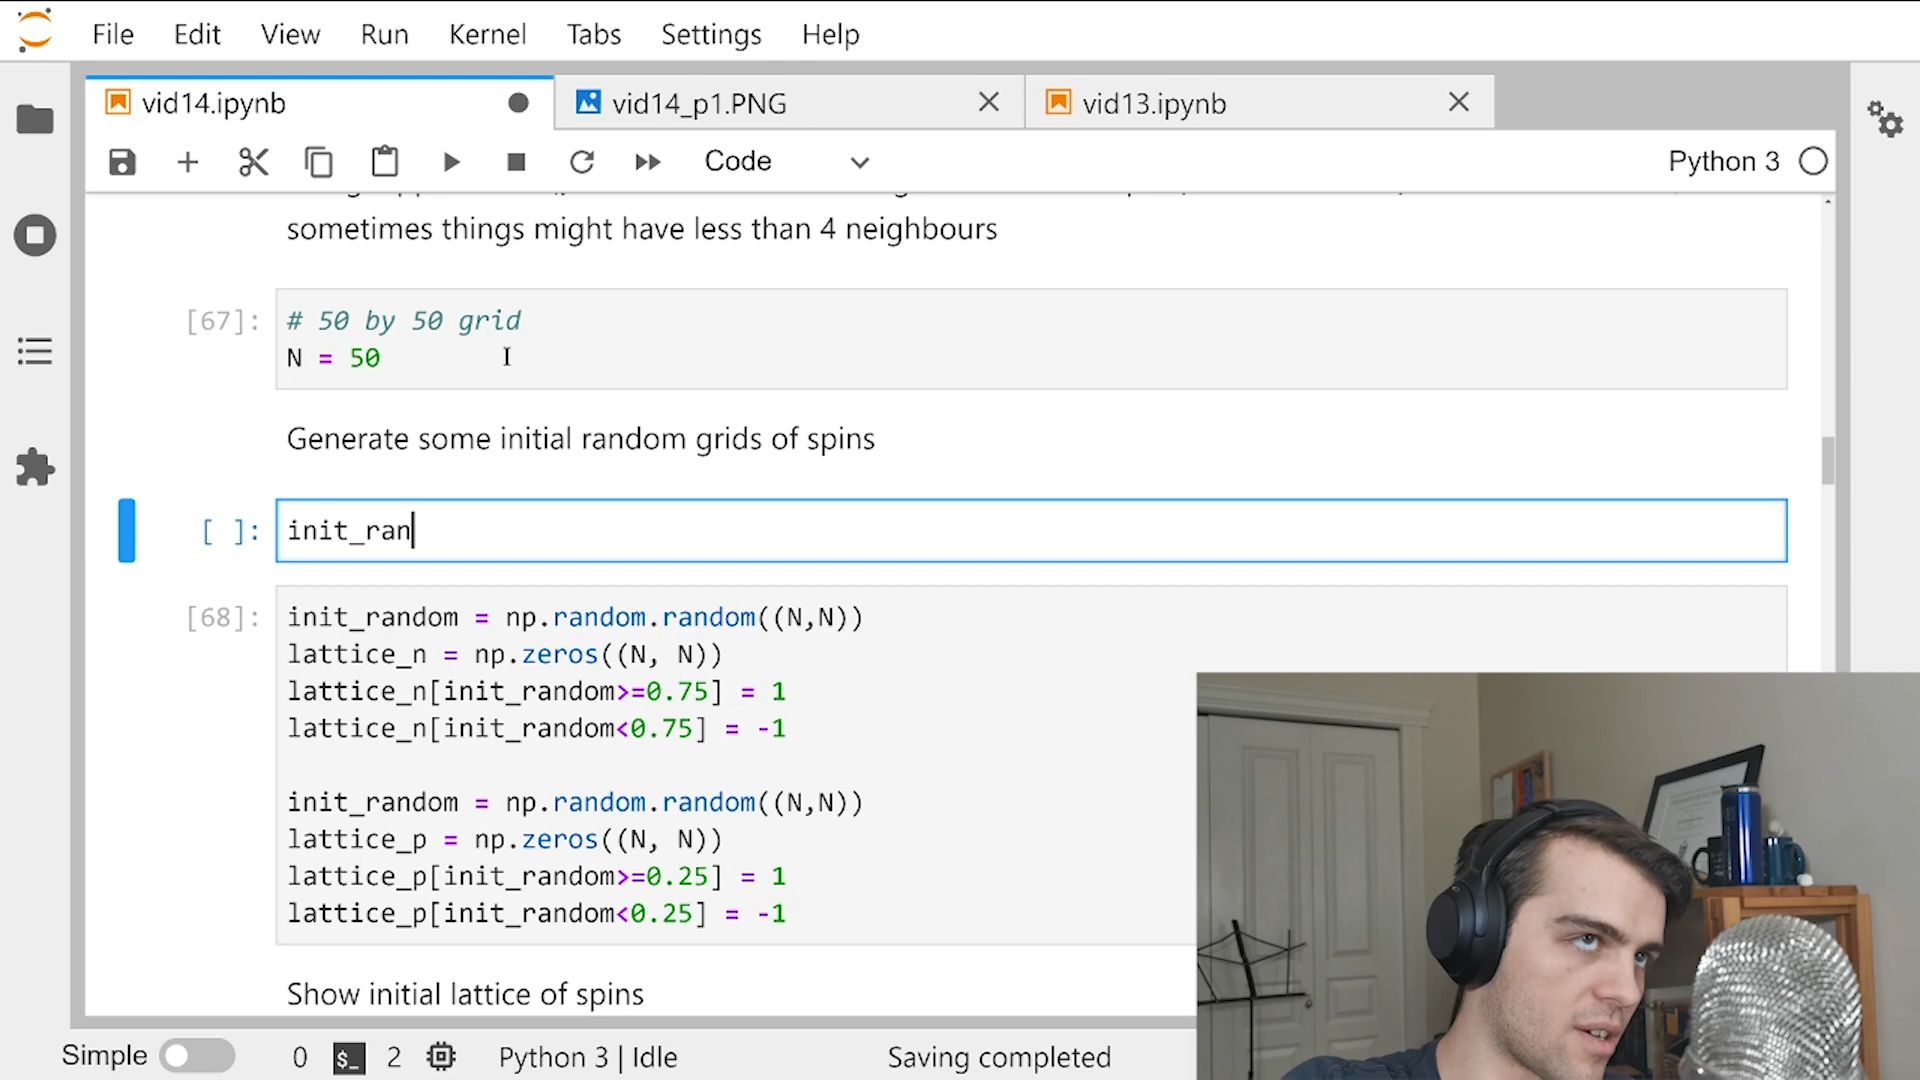 File Edit View Run Kernel Tabs Settings Help
vid14.ipynb vid14_p1.PNG vid13.ipynb
Code Python 3
sometimes things might have less than 4 neighbours
[67]: # 50 by 50 grid
N = 50
Generate some initial random grids of spins
[ ]: init_ran
[68]: init_random = np.random.random((N,N))
lattice_n = np.zeros((N, N))
lattice_n[init_random>=0.75] = 1
lattice_n[init_random<0.75] = -1
init_random = np.random.random((N,N))
lattice_p = np.zeros((N, N))
lattice_p[init_random>=0.25] = 1
lattice_p[init_random<0.25] = -1
Show initial lattice of spins
Simple 0 $_ 2 Python 3 | Idle Saving completed